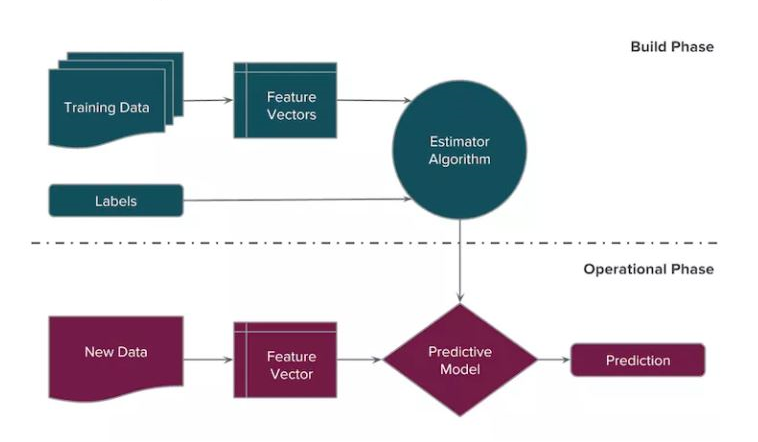 Build Phase
Training Data
Feature
Vectors
Estimator
Algorithm
Labels
Operational Phase
New Data
Feature
Vector
Predictive
Model
Prediction